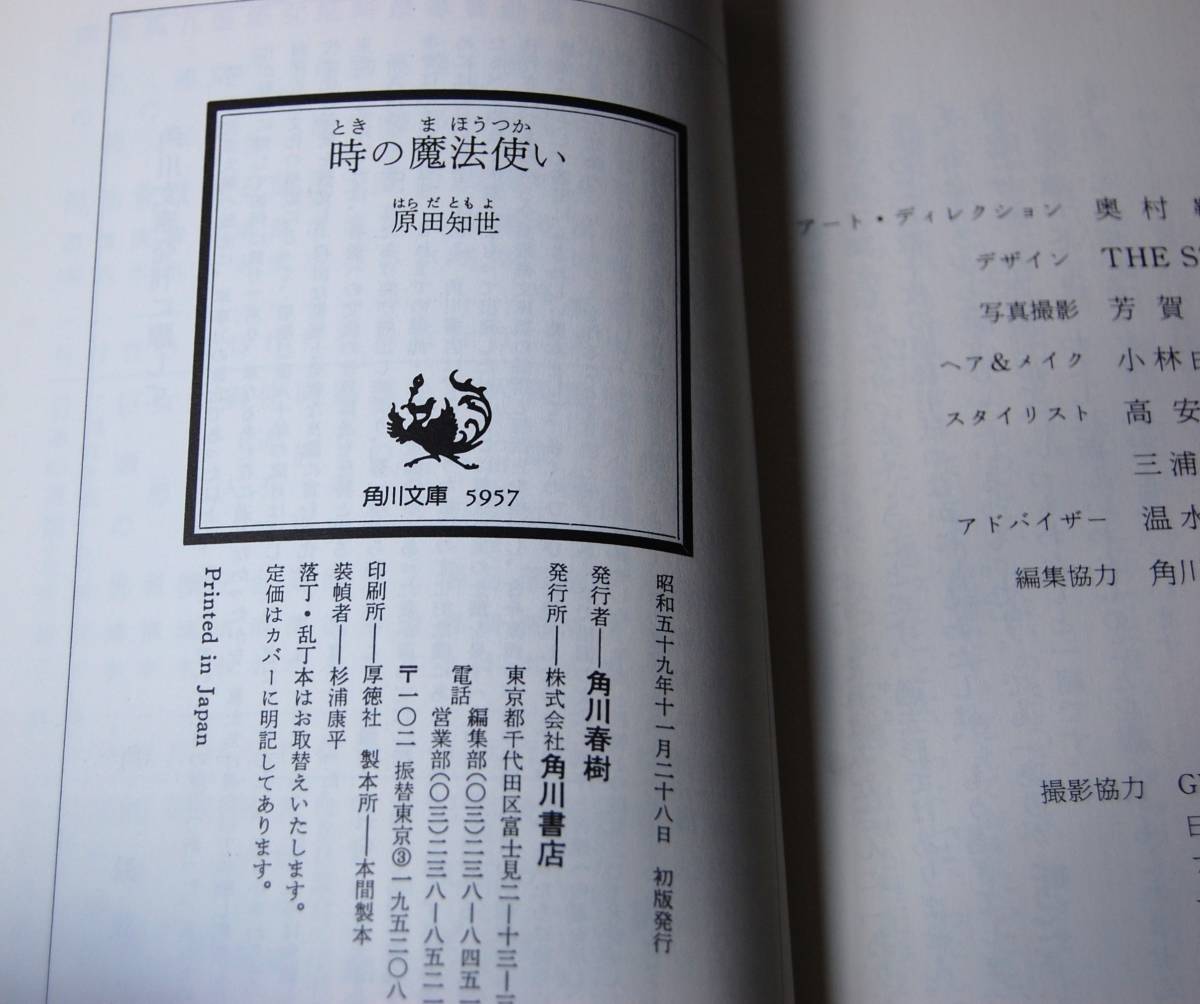 とき ま ほうつか
時の魔法使い
はら だ とも よ
原田知世
角川文庫 5957
昭和五十九年十一月二十八日 初版発行
発行者──角川春樹
発行所──株式会社角川書店
東京都千代田区富士見二─十三─
電話 編集部(〇三)二三八─八四五一
営業部(〇三)二三八─八五二一
〒一〇二 振替東京③一九五二〇八
印刷所──厚徳社 製本所──本間製本
装幀者──杉浦康平
落丁・乱丁本はお取替えいたします。
定価はカバーに明記してあります。
Printed in Japan
アート・ディレクション 奥村
デザイン THE S
写真撮影 芳賀
ヘア&メイク 小林
スタイリスト 高安
三浦
アドバイザー 温水
編集協力 角川
撮影協力 G